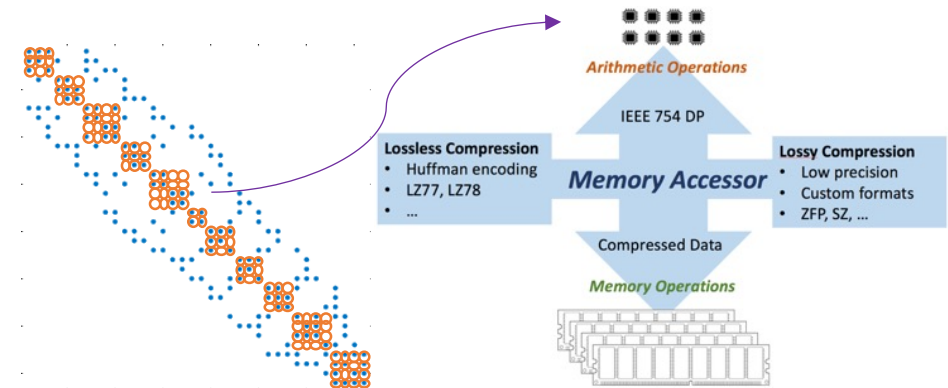 Arithmetic Operations
IEEE 754 DP
Lossless Compression
• Huffman encoding
• LZ77, LZ78
• ...
Memory Accessor
Lossy Compression
• Low precision
• Custom formats
• ZFP, SZ, ...
Compressed Data
Memory Operations